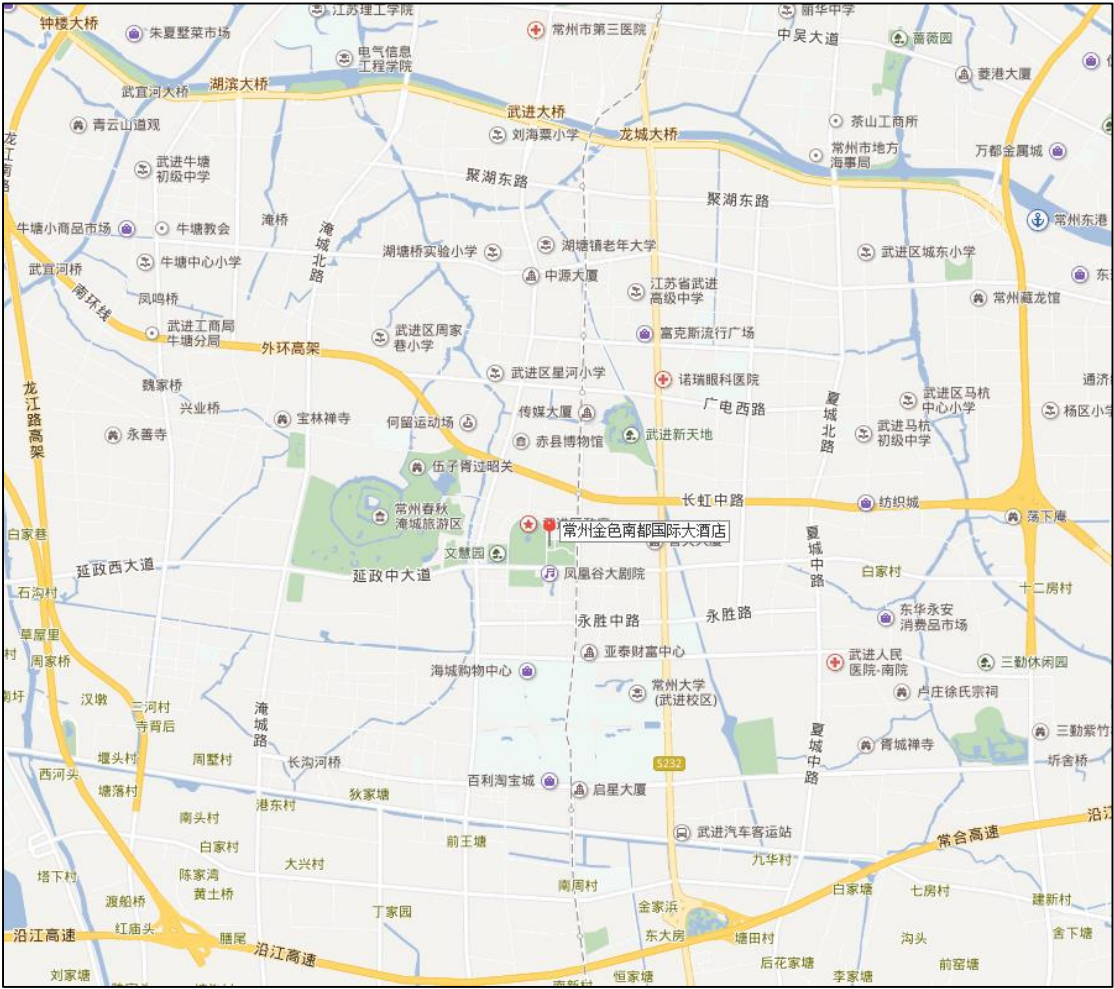 钟楼大桥
朱夏墅菜市场
江苏理工学院
常州市第三医院
丽华中学
中吴大道
蔷薇园
电气信息
工程学院
菱港大厦
湖滨大桥
武宜河大桥
武进大桥
青云山道观
刘海粟小学
龙城大桥
茶山工商所
常州市地方
海事局
万都金属城
龙江南路
武进牛塘
初级中学
聚湖东路
聚湖东路
牛塘小商品市场
牛塘教会
淹桥
淹城北路
湖塘桥实验小学
湖塘镇老年大学
武进区城东小学
常州东港
武宜河桥
牛塘中心小学
中源大厦
江苏省武进
高级中学
南环线
凤鸣桥
常州藏龙馆
武进工商局
牛塘分局
外环高架
武进区周家
巷小学
富克斯流行广场
武进区星河小学
诺瑞眼科医院
魏家桥
龙江路高架
兴业桥
宝林禅寺
何留运动场
传媒大厦
广电西路
夏城北路
武进区马杭
中心小学
永善寺
赤县博物馆
武进新天地
武进马杭
初级中学
伍子胥过昭关
长虹中路
纺织城
荡下庵
常州春秋
淹城旅游区
白家巷
常州金色南都国际大酒店
文慧园
夏城中路
延政西大道
延政中大道
凤凰谷大剧院
白家村
石沟村
十二房村
永胜中路
永胜路
东华永安
消费品市场
草屋里
周家桥
亚泰财富中心
海城购物中心
武进人民
医院-南院
三勤休闲园
常州大学
(武进校区)
卢庄徐氏宗祠
汉墩
三河村
寺背后
淹城路
夏城中路
胥城禅寺
三勤紫竹
堰头村
周墅村
长沟河桥
S232
圻舍桥
西河头
塘落村
港东村
狄家塘
百利淘宝城
启星大厦
南头村
前王塘
武进汽车客运站
常合高速
沿江
白家村
大兴村
九华村
塔下村
陈家湾
黄土桥
南周村
白家塘
七房村
建新村
渡船桥
丁家园
金家浜
红庙头
沿江高速
腰尾
沿江高速
东大房
塘田村
沟头
舍下塘
刘家塘
恒家塘
后花家塘
李家塘
前窑塘